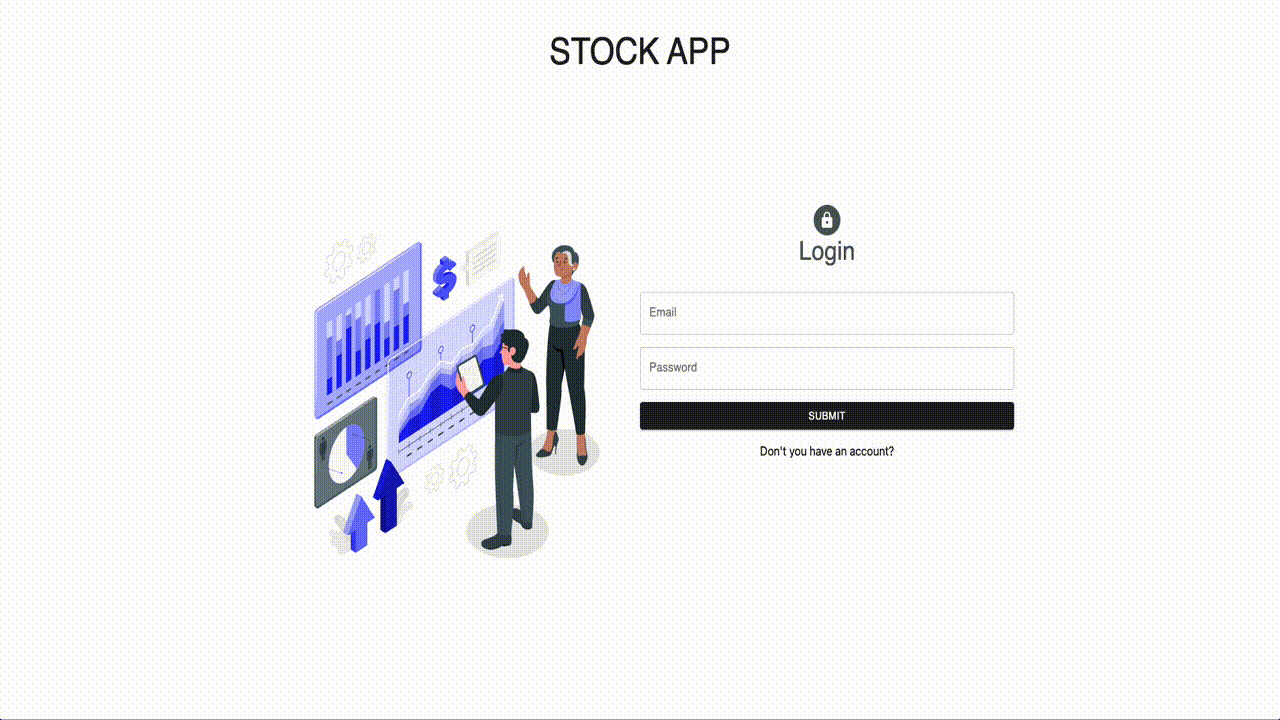 STOCK APP
Login
Email
Password
SUBMIT
Don't you have an account?
$